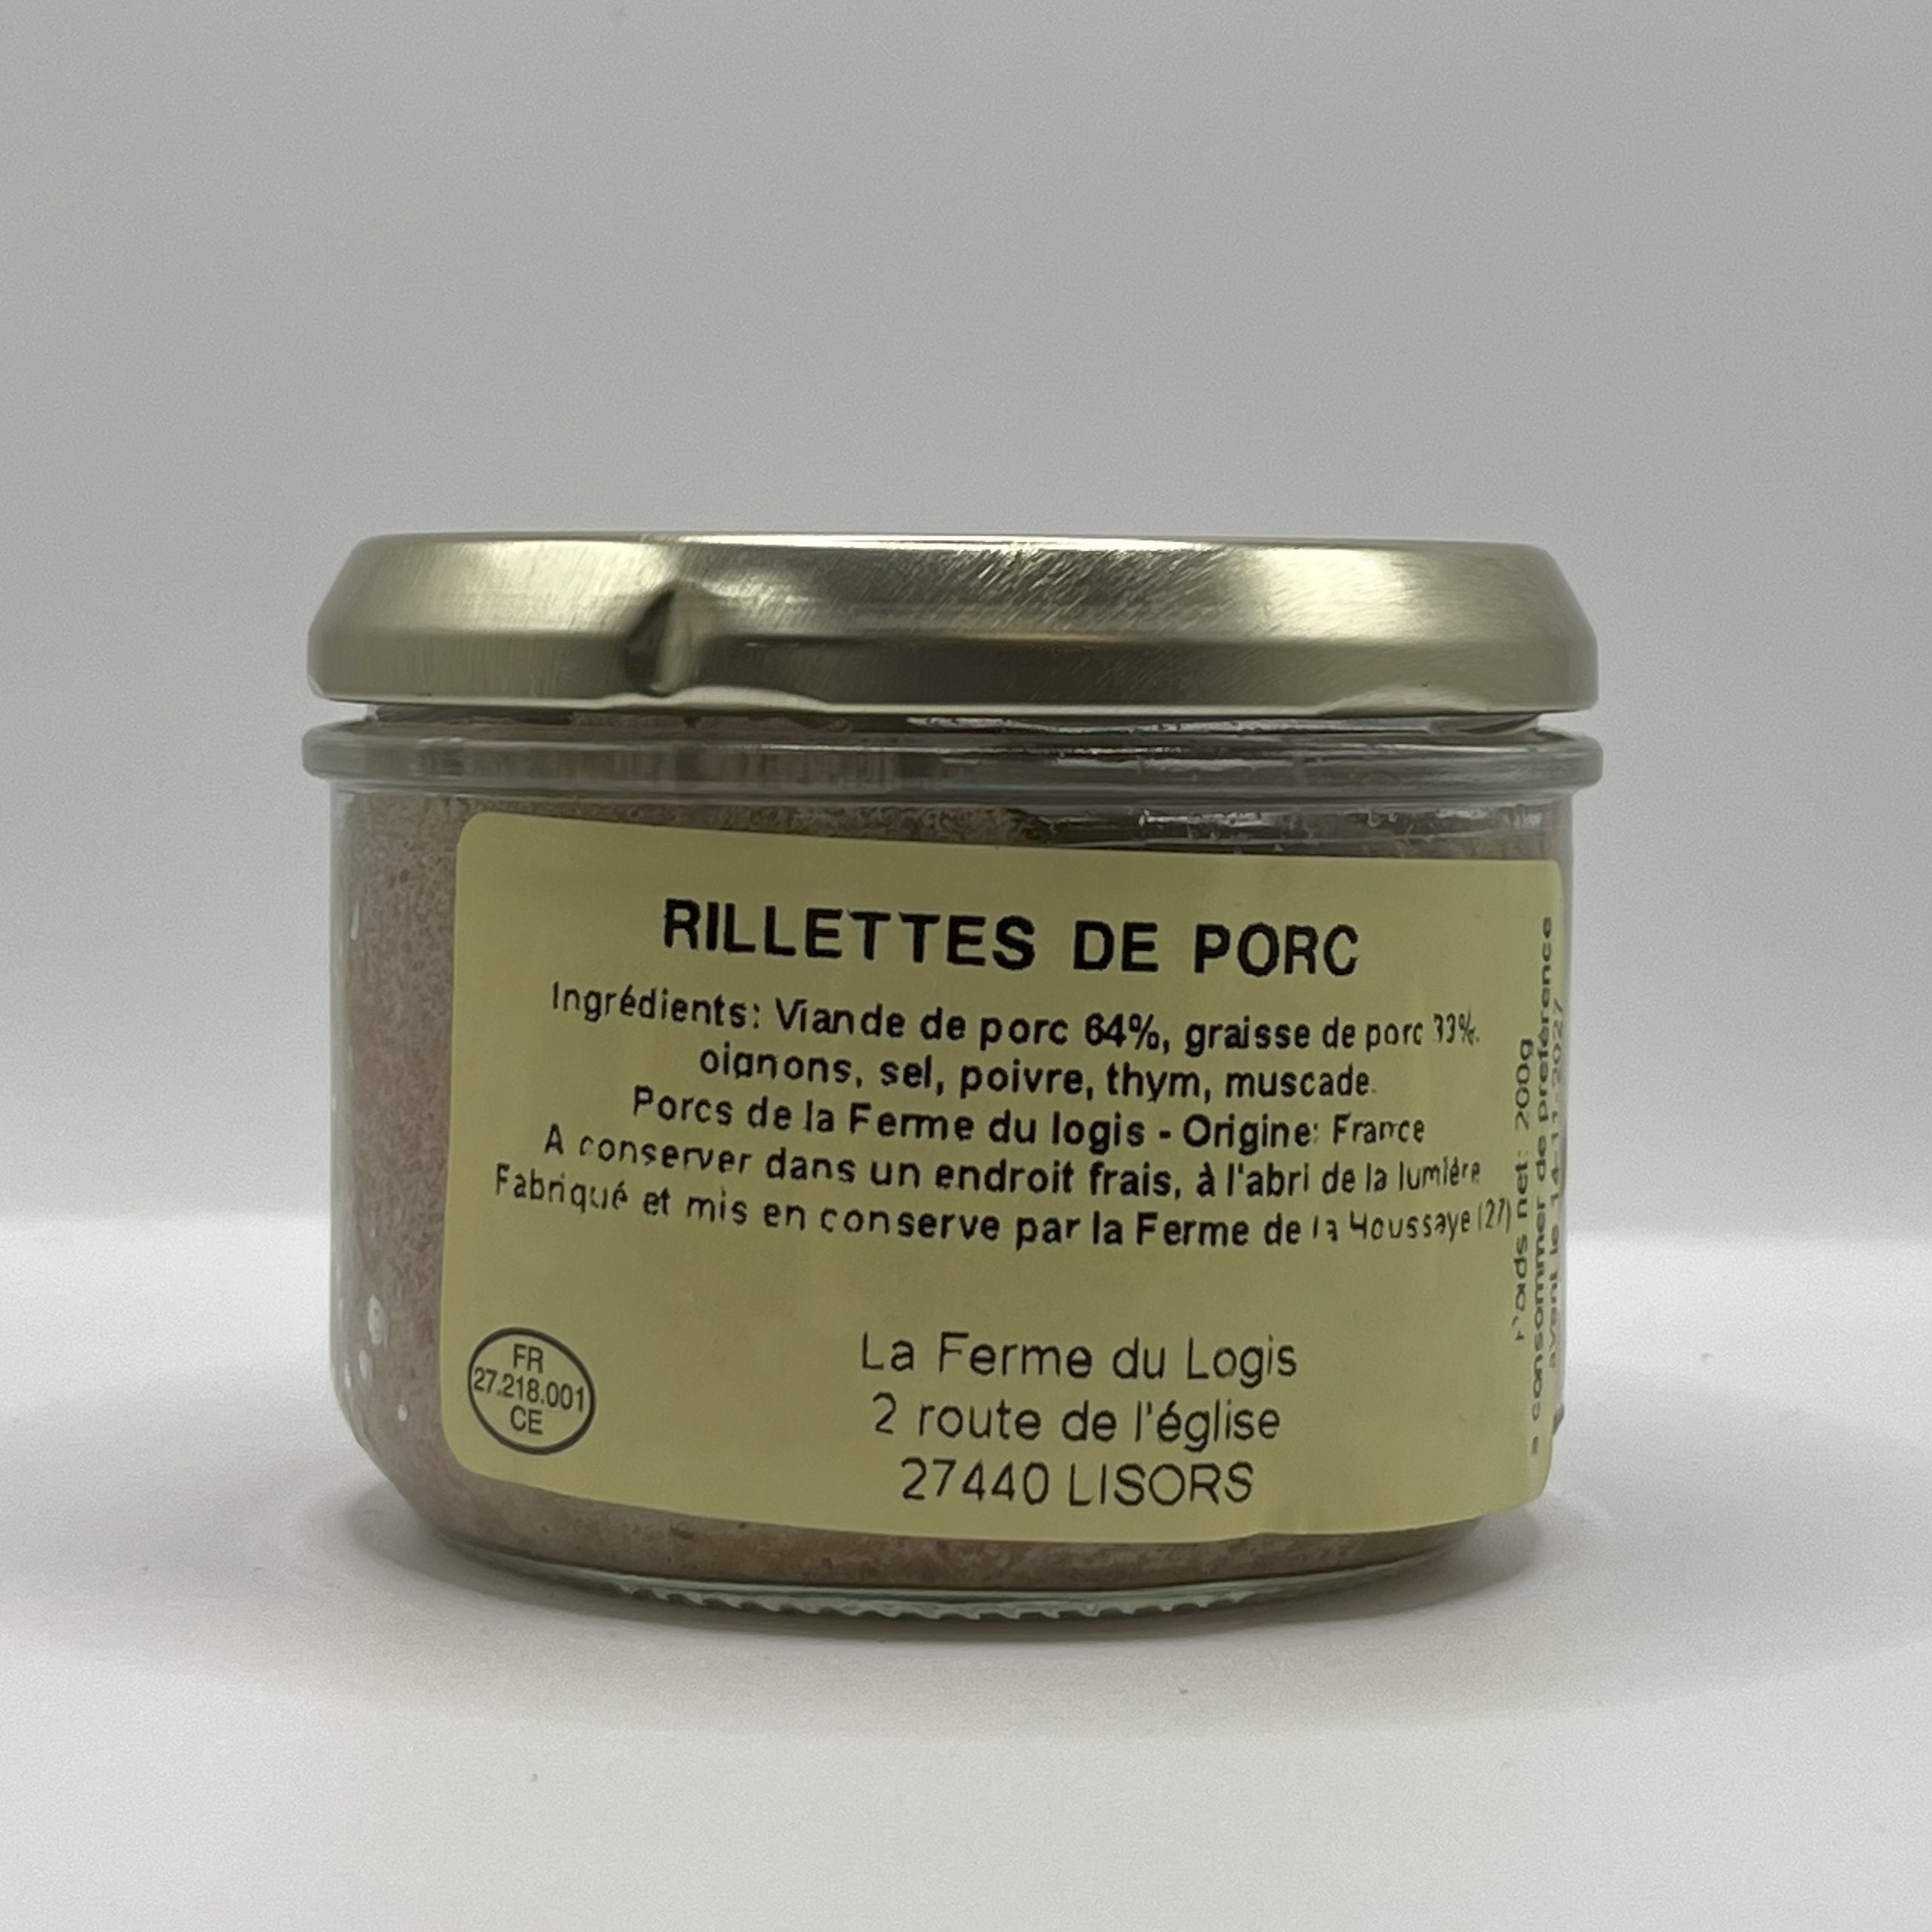 RILLETTES DE PORC
Ingrédients: Viande de porc 64%, graisse de porc 33%.
oignons, sel, poivre, thym, muscade.
Porcs de la Ferme du logis - Origine: France
A conserver dans un endroit frais, à l'abri de la lumière
Fabriqué et mis en conserve par la Ferme de la Houssaye (27)
FR
27.218.001
CE
La Ferme du Logis
2 route de l'église
27440 LISORS
Poids net: 200g
a consommer de préférence
avant le